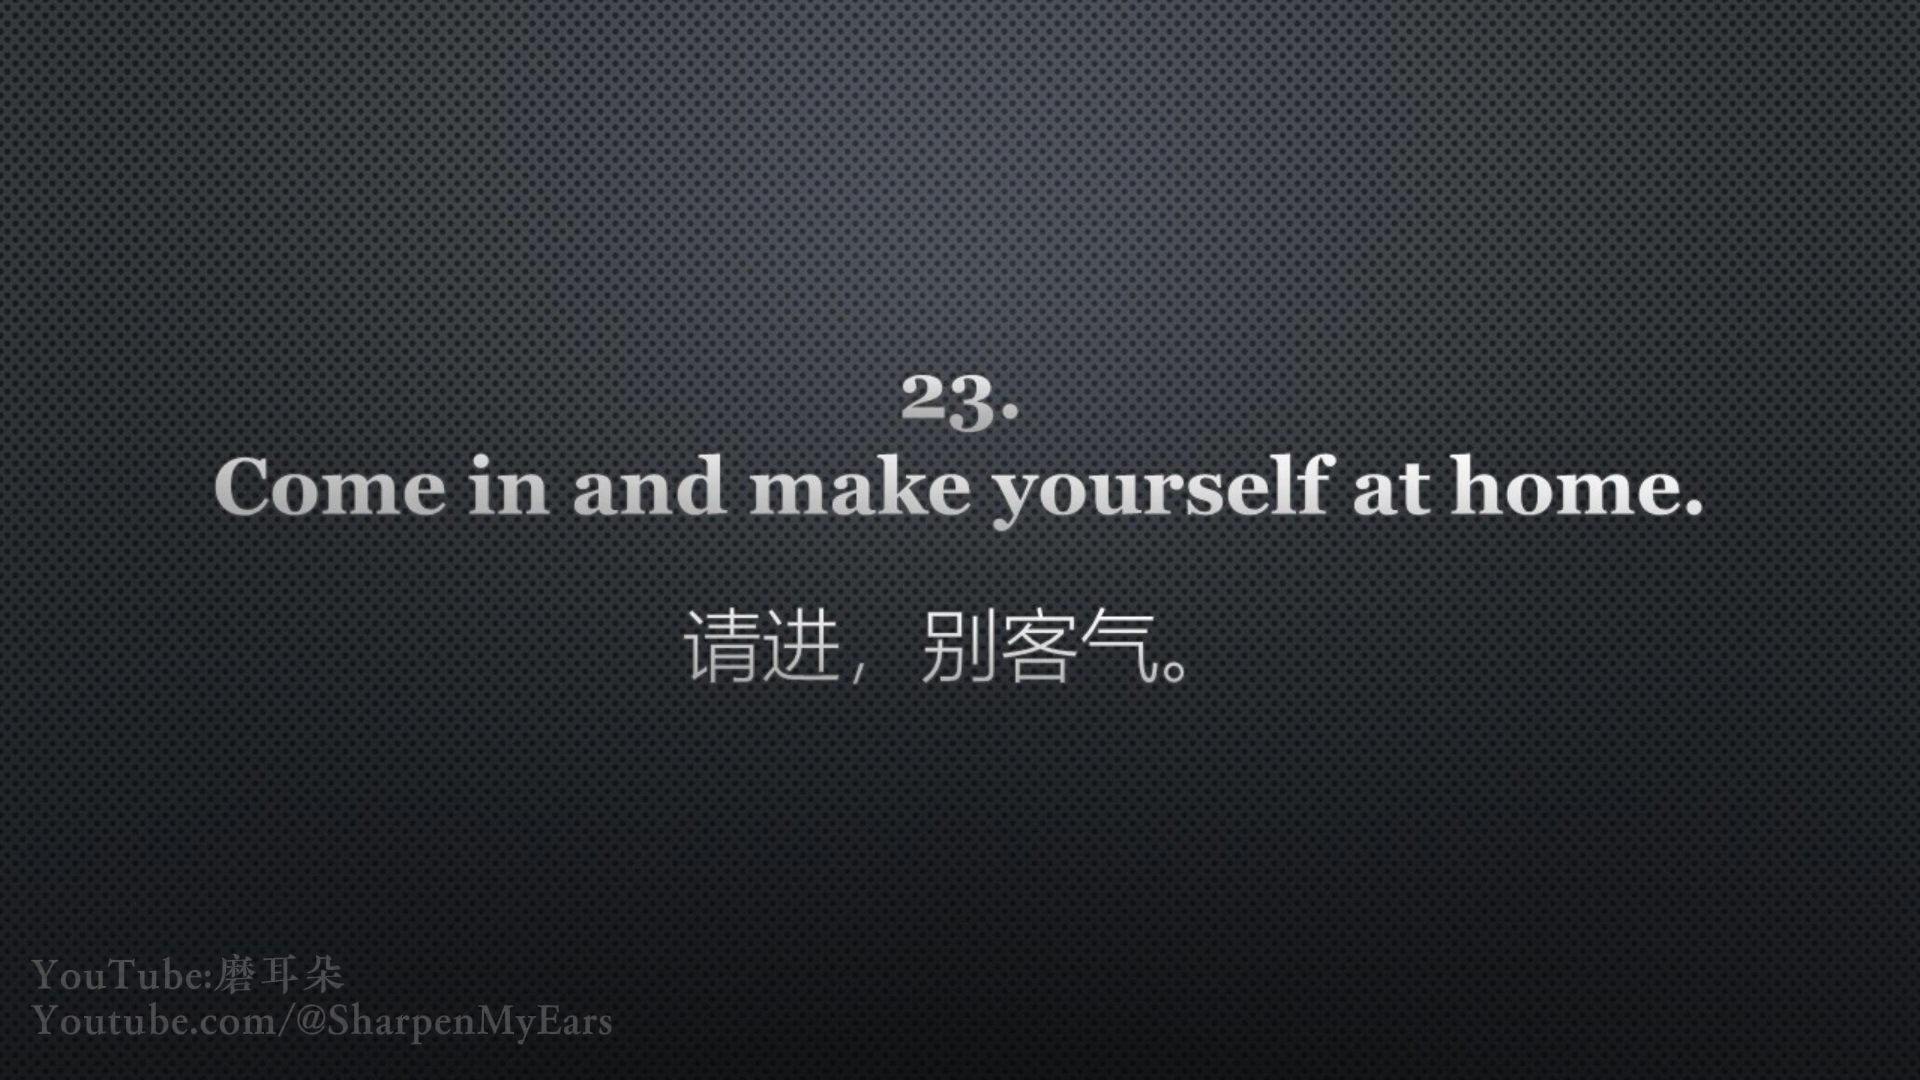 23.
Come in and make yourself at home.
请进，别客气。
YouTube:磨耳朵
Youtube.com/@SharpenMyEars